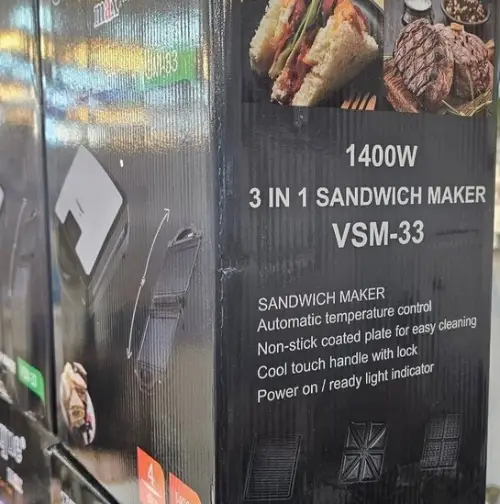 1400W
3 IN 1 SANDWICH MAKER
VSM-33
SANDWICH MAKER
Automatic temperature control
Non-stick coated plate for easy cleaning
Cool touch handle with lock
Power on / ready light indicator
4